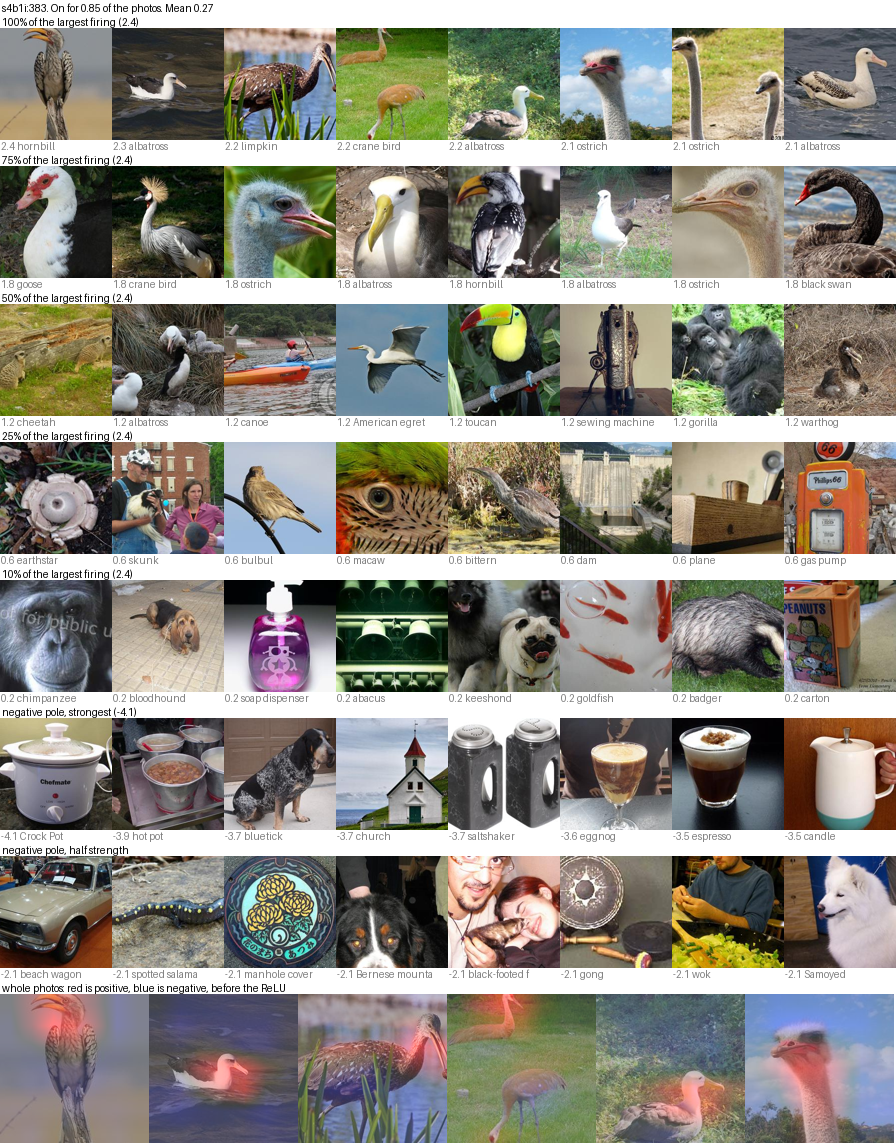 s4b1i:383. On for 0.85 of the photos. Mean 0.27
100% of the largest firing (2.4)
2.4 hornbill
2.3 albatross
2.2 limpkin
2.2 crane bird
2.2 albatross
2.1 ostrich
2.1 ostrich
2.1 albatross
75% of the largest firing (2.4)
1.8 goose
1.8 crane bird
1.8 ostrich
1.8 albatross
1.8 hornbill
1.8 albatross
1.8 ostrich
1.8 black swan
50% of the largest firing (2.4)
1.2 cheetah
1.2 albatross
1.2 canoe
1.2 American egret
1.2 toucan
1.2 sewing machine
1.2 gorilla
1.2 warthog
25% of the largest firing (2.4)
66
Phillips 66
0.6 earthstar
0.6 skunk
0.6 bulbul
0.6 macaw
0.6 bittern
0.6 dam
0.6 plane
0.6 gas pump
10% of the largest firing (2.4)
for public u
PEANUTS
0.2 chimpanzee
0.2 bloodhound
0.2 soap dispenser
0.2 abacus
0.2 keeshond
0.2 goldfish
0.2 badger
0.2 carton
negative pole, strongest (-4.1)
Chefmate
-4.1 Crock Pot
-3.9 hot pot
-3.7 bluetick
-3.7 church
-3.7 saltshaker
-3.6 eggnog
-3.5 espresso
-3.5 candle
negative pole, half strength
-2.1 beach wagon
-2.1 spotted salama
-2.1 manhole cover
-2.1 Bernese mounta
-2.1 black-footed f
-2.1 gong
-2.1 wok
-2.1 Samoyed
whole photos: red is positive, blue is negative, before the ReLU